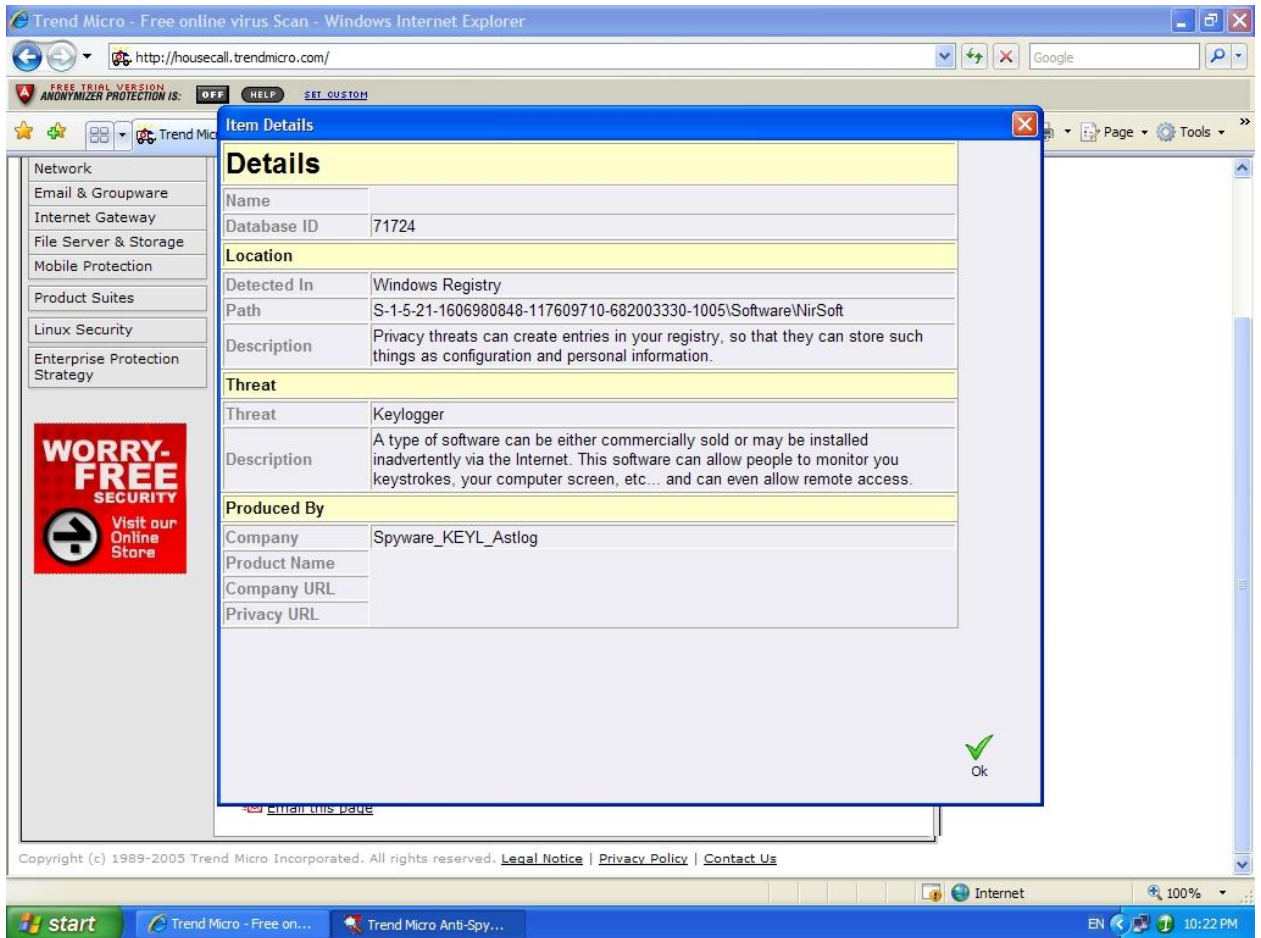 Trend Micro - Free online virus Scan - Windows Internet Explorer
http://housecall.trendmicro.com/
Google
FREE TRIAL VERSION
ANONYMIZER PROTECTION IS: OFF HELP SET CUSTOM
Trend Mic
Page
Tools
Network
Email & Groupware
Internet Gateway
File Server & Storage
Mobile Protection
Product Suites
Linux Security
Enterprise Protection
Strategy
WORRY-
FREE
SECURITY
Visit our
Online
Store
Item Details
Details
Name
Database ID 71724
Location
Detected In Windows Registry
Path S-1-5-21-1606980848-117609710-682003330-1005\Software\NirSoft
Description Privacy threats can create entries in your registry, so that they can store such
things as configuration and personal information.
Threat
Threat Keylogger
Description A type of software can be either commercially sold or may be installed
inadvertently via the Internet. This software can allow people to monitor you
keystrokes, your computer screen, etc... and can even allow remote access.
Produced By
Company Spyware_KEYL_Astlog
Product Name
Company URL
Privacy URL
Ok
Email this page
Copyright (c) 1989-2005 Trend Micro Incorporated. All rights reserved. Legal Notice | Privacy Policy | Contact Us
Internet 100%
start Trend Micro - Free on... Trend Micro Anti-Spy... EN 10:22 PM